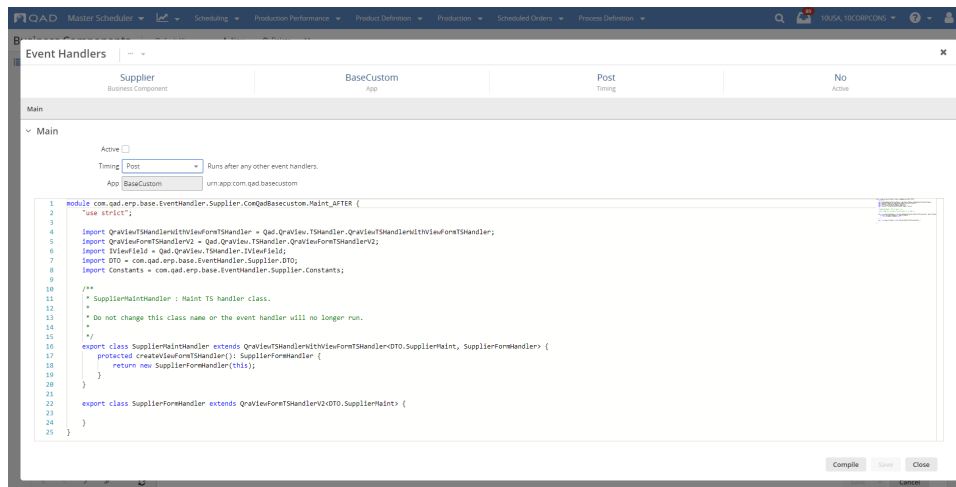 QAD Master Scheduler Scheduling Production Performance Product Definition Production Scheduled Orders Process Definition 10USA, 10CORPCONS
Event Handlers
Supplier BaseCustom Post No
Business Component App Timing Active
Main
Main
Active
Timing Post Runs after any other event handlers.
App BaseCustom urn:app:com.qad.basecustom
1 module com.qad.erp.base.EventHandler.Supplier.ComQadBasecustom.Maint_AFTER {
2 "use strict";
3
4 import QraViewTSHandlerWithViewFormTSHandler = Qad.QraView.TSHandler.QraViewTSHandlerWithViewFormTSHandler;
5 import QraViewFormTSHandlerV2 = Qad.QraView.TSHandler.QraViewFormTSHandlerV2;
6 import IViewField = Qad.QraView.TSHandler.IViewField;
7 import DTO = com.qad.erp.base.EventHandler.Supplier.DTO;
8 import Constants = com.qad.erp.base.EventHandler.Supplier.Constants;
9
10 /**
11 * SupplierMaintHandler : Maint TS handler class.
12 *
13 * Do not change this class name or the event handler will no longer run.
14 *
15 */
16 export class SupplierMaintHandler extends QraViewTSHandlerWithViewFormTSHandler<DTO.SupplierMaint, SupplierFormHandler> {
17 protected createViewFormTSHandler(): SupplierFormHandler {
18 return new SupplierFormHandler(this);
19 }
20 }
21
22 export class SupplierFormHandler extends QraViewFormTSHandlerV2<DTO.SupplierMaint> {
23
24 }
25 }
Compile Save Close
Cancel